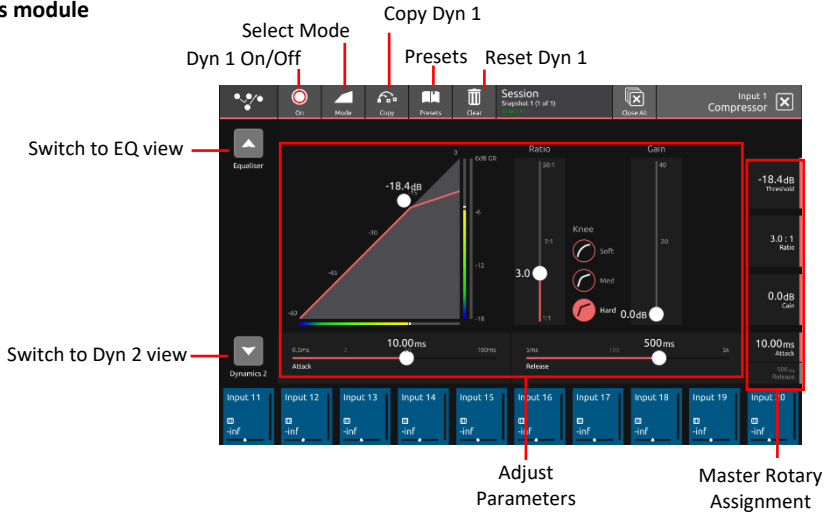 s module
Copy Dyn 1
Select Mode
Dyn 1 On/Off
Presets
Reset Dyn 1
On
Mode
Copy
Presets
Clear
Session
Snapshot 1 (1 of 1)
Close All
Input 1
Compressor
Switch to EQ view
Equaliser
0
6dB GR
-18.4dB
-15
-30
-45
-60
-6
-12
-18
Ratio
50:1
7:1
3.0
1:1
Knee
Soft
Med
Hard
Gain
40
20
0.0dB
-18.4dB
Threshold
3.0 : 1
Ratio
0.0dB
Gain
10.00ms
Attack
500ms
Release
Switch to Dyn 2 view
Dynamics 2
0.5ms
2
10.00ms
100ms
Attack
5ms
100
500ms
5s
Release
Input 11
-inf
Input 12
-inf
Input 13
-inf
Input 14
-inf
Input 15
-inf
Input 16
-inf
Input 17
-inf
Input 18
-inf
Input 19
-inf
Input 20
-inf
Adjust
Parameters
Master Rotary
Assignment